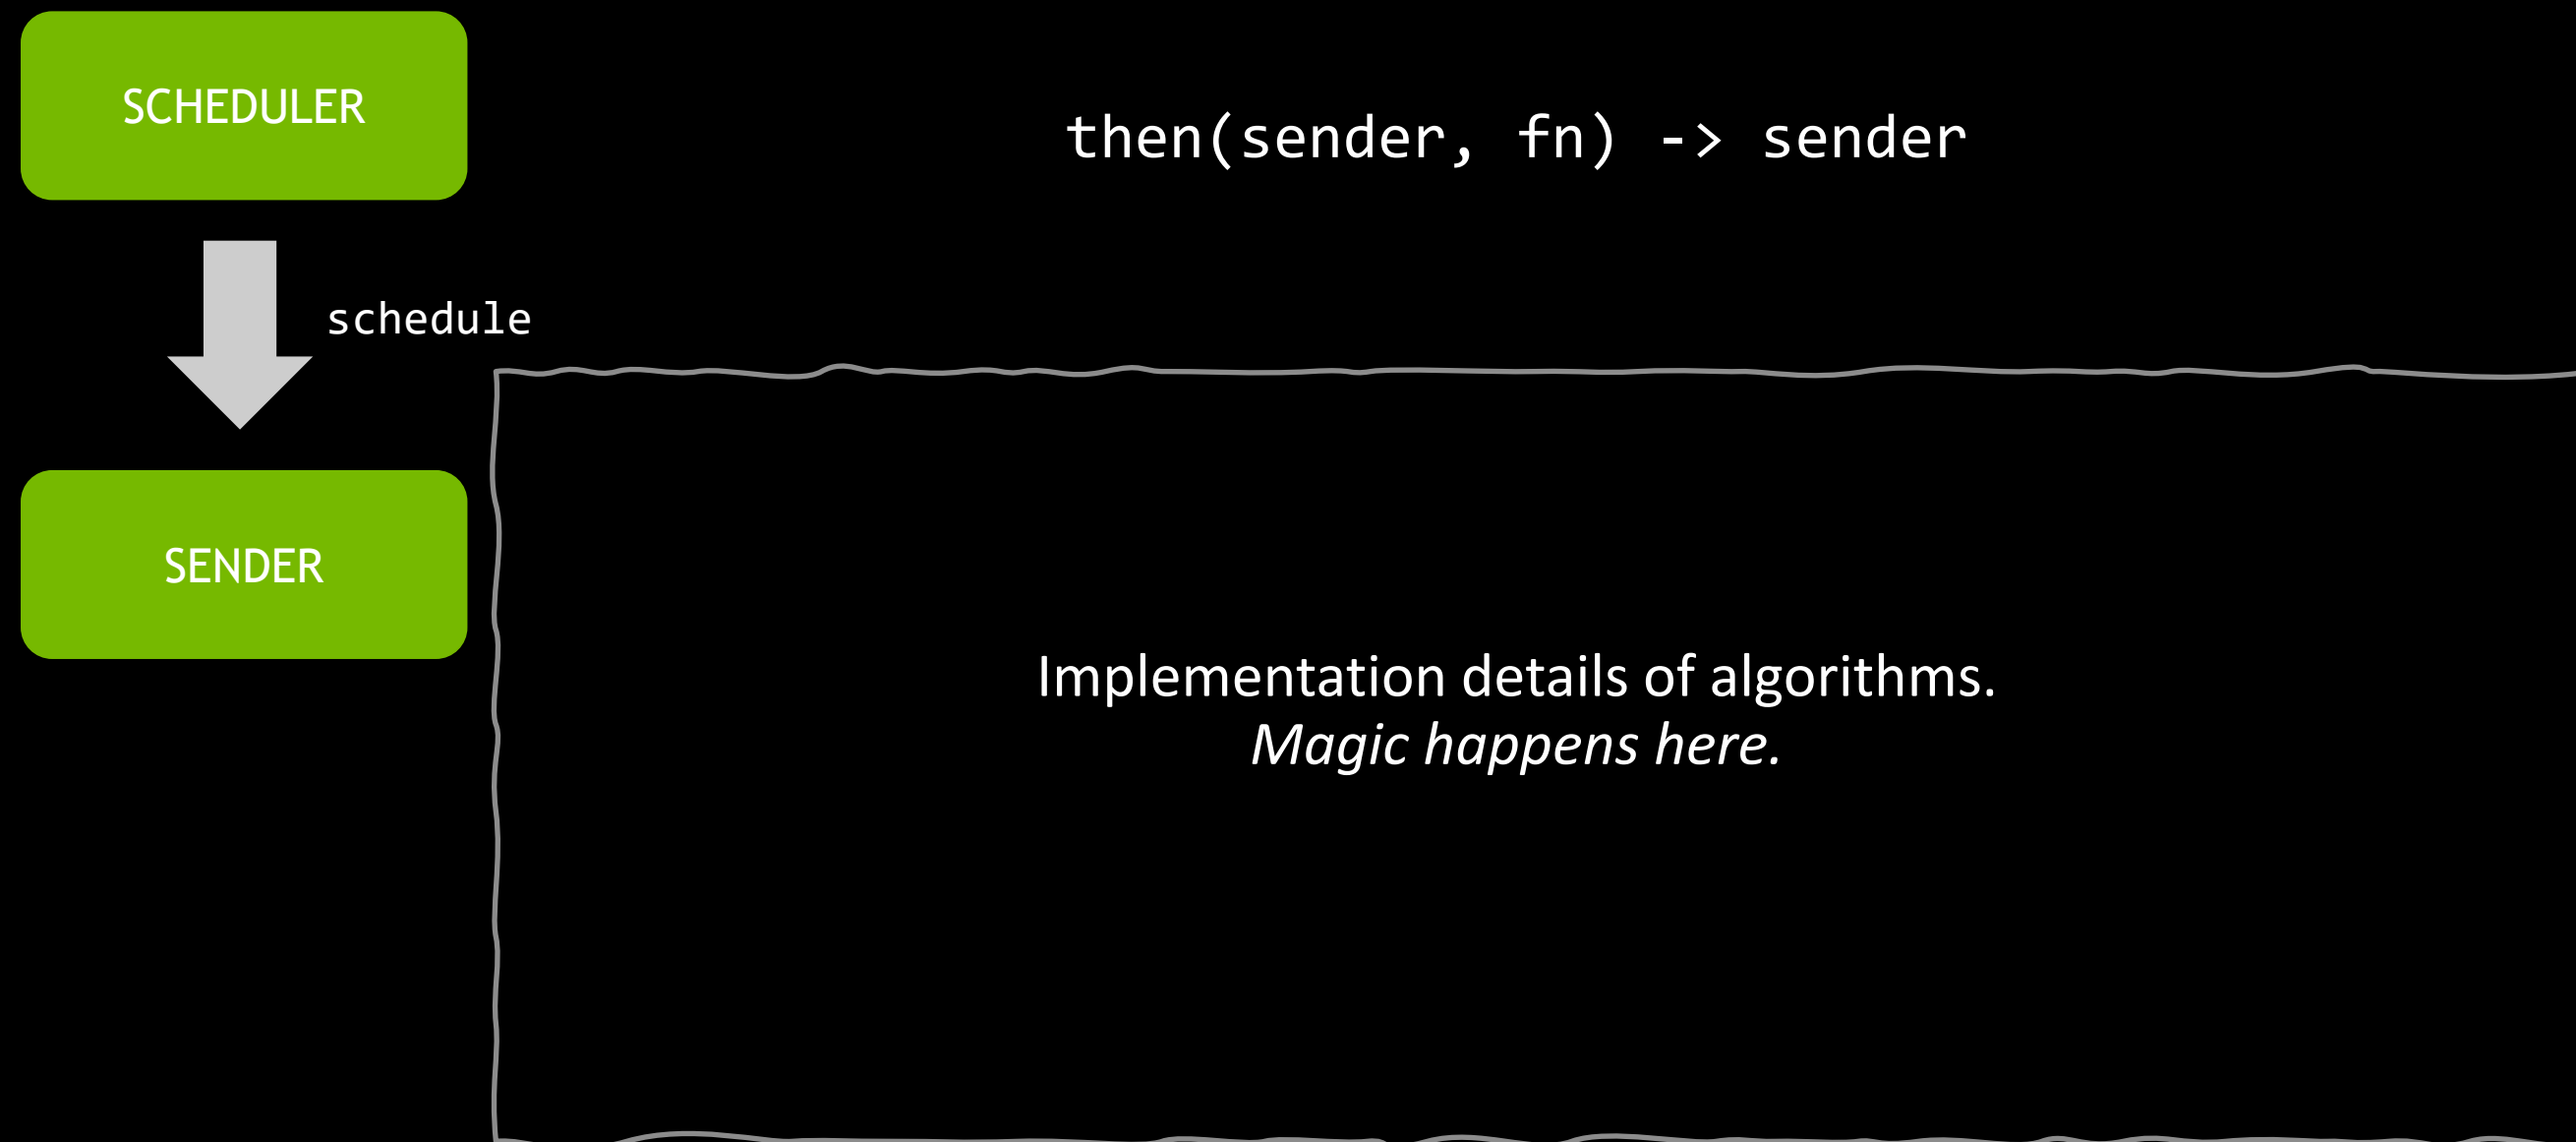 SCHEDULER
then(sender, fn) -> sender
schedule
SENDER
Implementation details of algorithms.
Magic happens here.